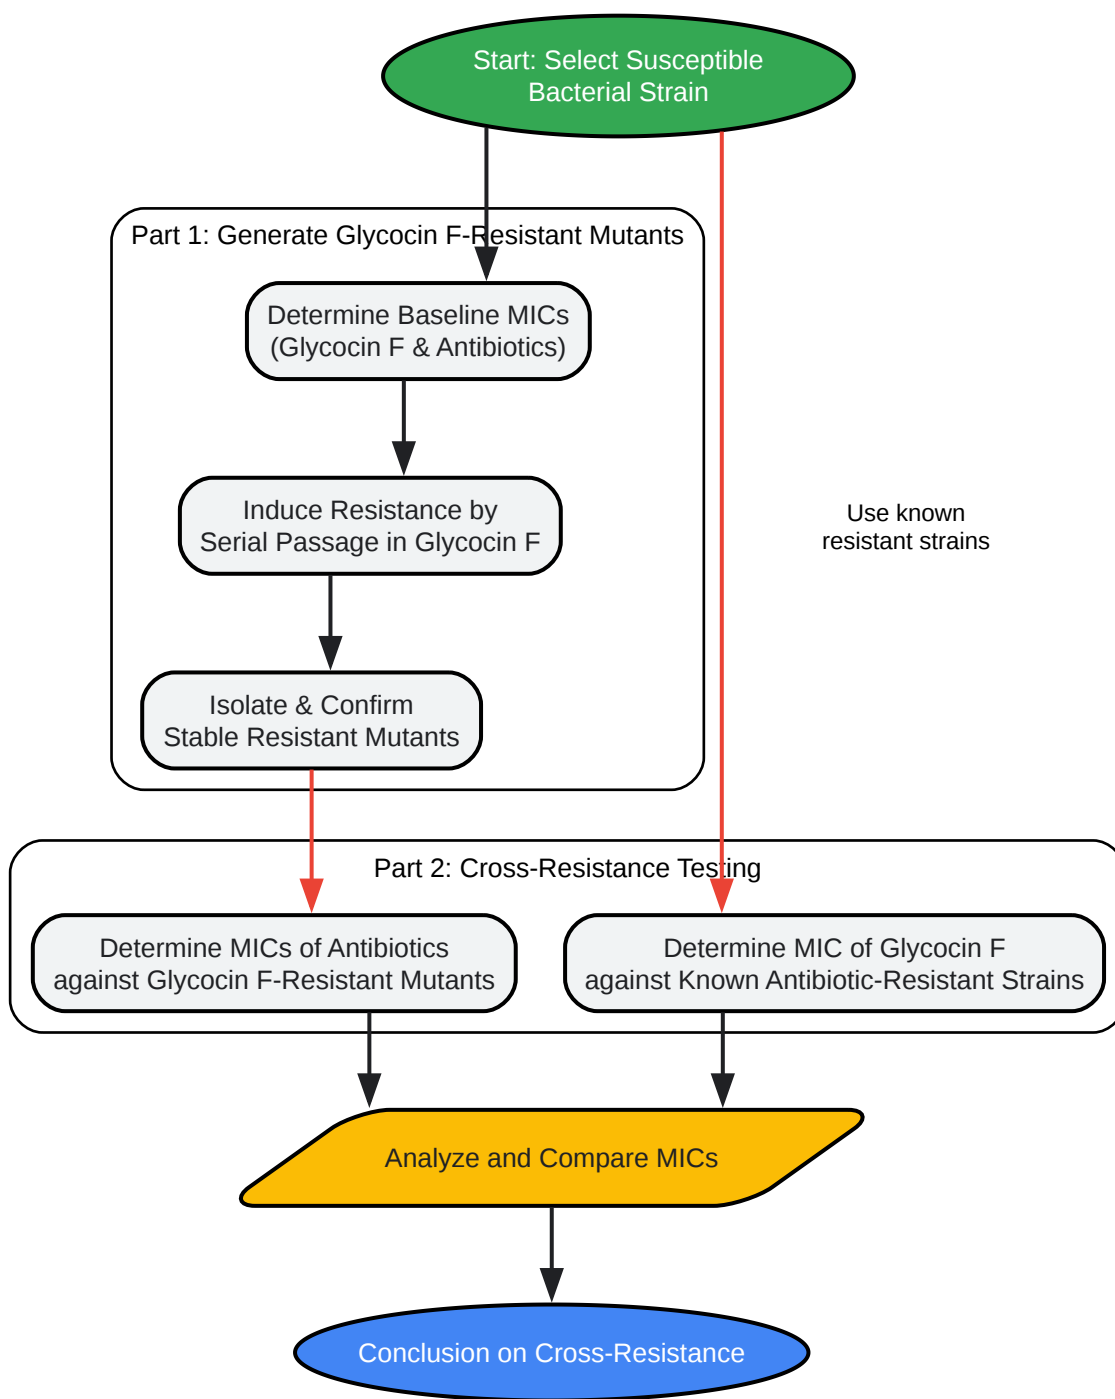 Start: Select Susceptible
Bacterial Strain
Part 1: Generate Glycocin F-Resistant Mutants
Determine Baseline MICs
(Glycocin F & Antibiotics)
Induce Resistance by
Serial Passage in Glycocin F
Use known
resistant strains
Isolate & Confirm
Stable Resistant Mutants
Part 2: Cross-Resistance Testing
Determine MICs of Antibiotics
against Glycocin F-Resistant Mutants
Determine MIC of Glycocin F
against Known Antibiotic-Resistant Strains
Analyze and Compare MICs
Conclusion on Cross-Resistance